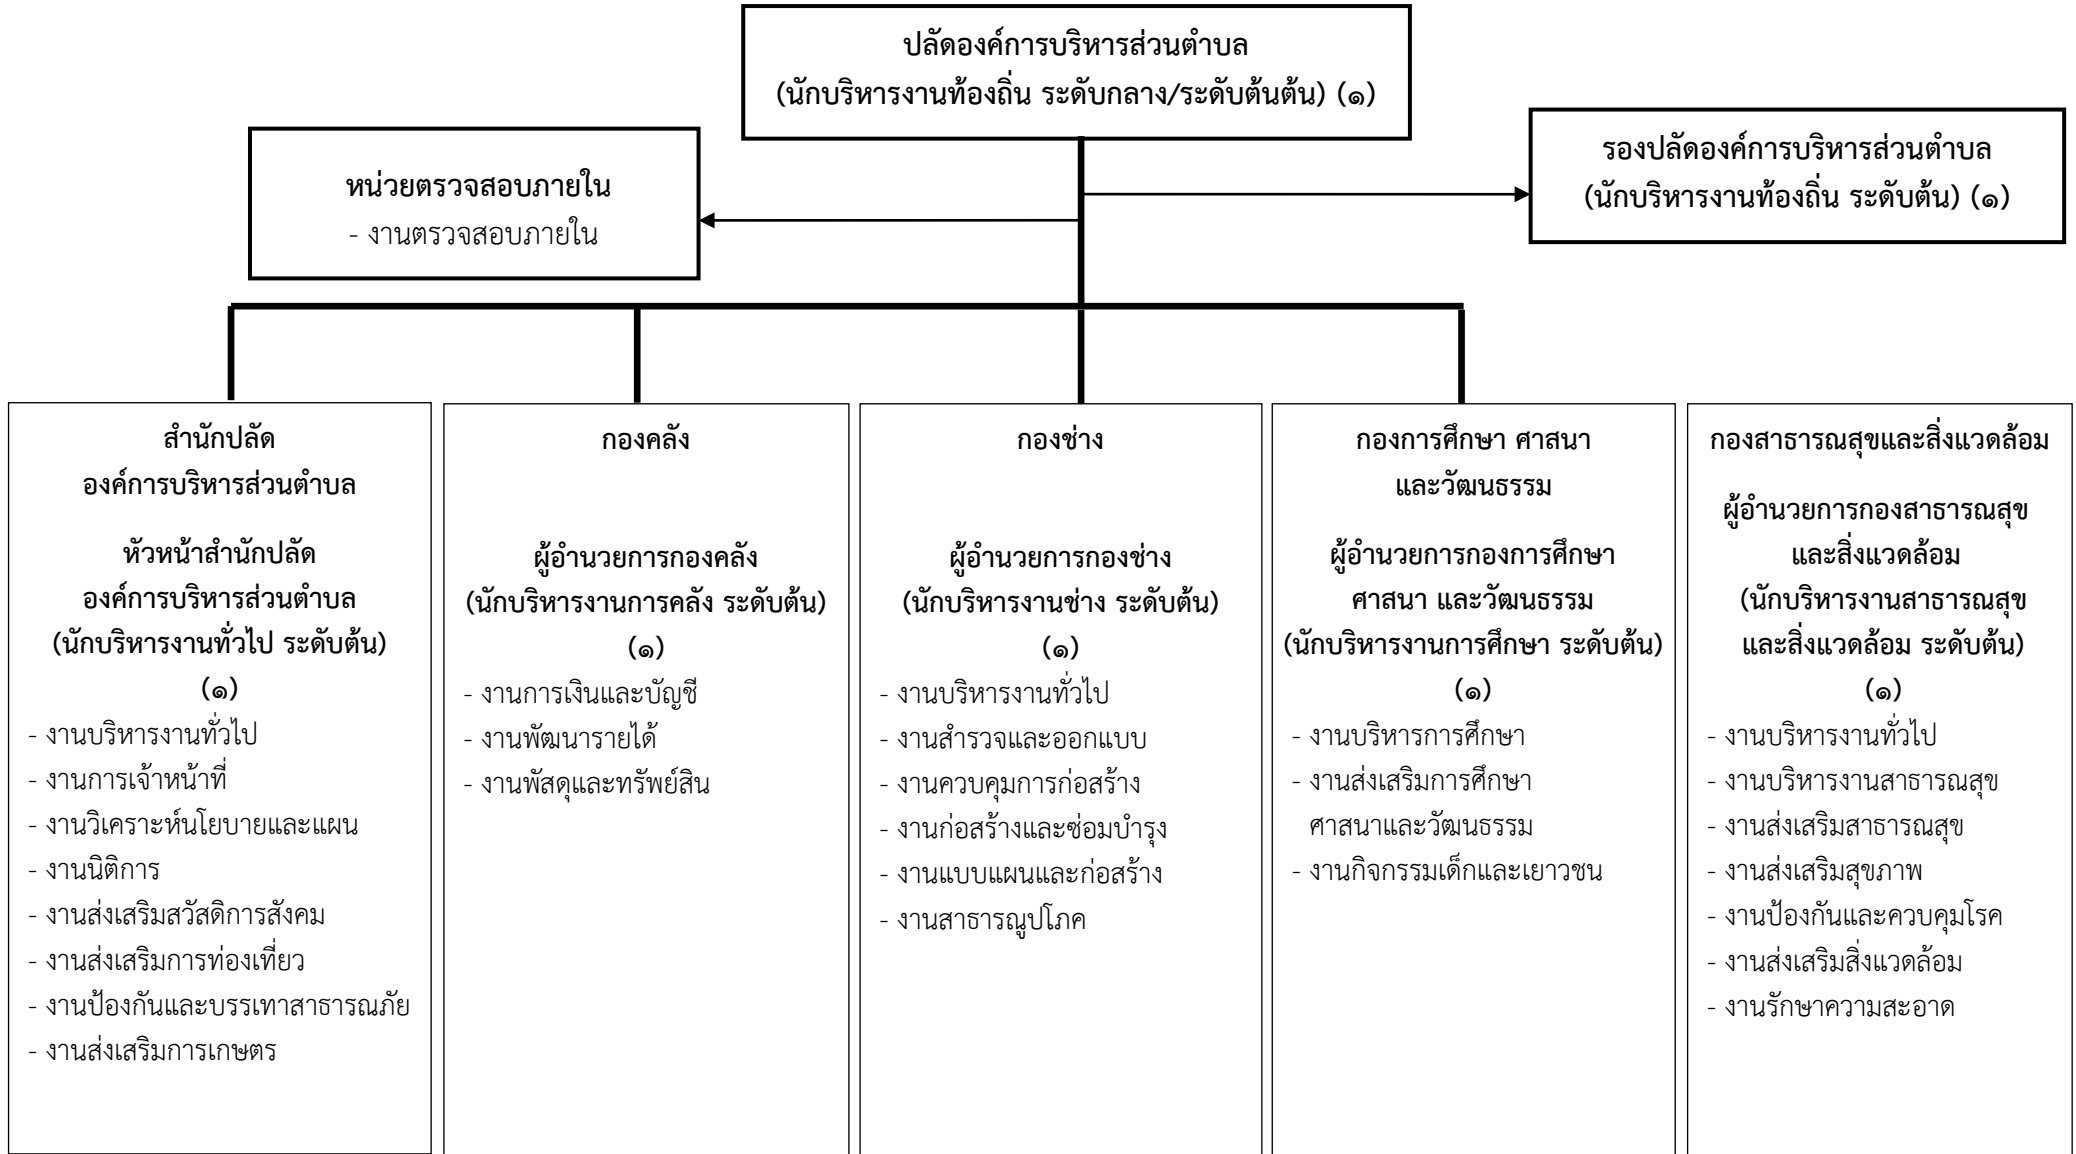 ปลัดองค์การบริหารส่วนตำบล
(นักบริหารงานท้องถิ่น ระดับกลาง/ระดับต้นต้น) (๑)
รองปลัดองค์การบริหารส่วนตำบล
(นักบริหารงานท้องถิ่น ระดับต้น) (๑)
หน่วยตรวจสอบภายใน
- งานตรวจสอบภายใน
สำนักปลัด
องค์การบริหารส่วนตำบล
หัวหน้าสำนักปลัด
องค์การบริหารส่วนตำบล
(นักบริหารงานทั่วไป ระดับต้น)
(๑)
- งานบริหารงานทั่วไป
- งานการเจ้าหน้าที่
- งานวิเคราะห์นโยบายและแผน
- งานนิติการ
- งานส่งเสริมสวัสดิการสังคม
- งานส่งเสริมการท่องเที่ยว
- งานป้องกันและบรรเทาสาธารณภัย
- งานส่งเสริมการเกษตร
กองคลัง
ผู้อำนวยการกองคลัง
(นักบริหารงานการคลัง ระดับต้น)
(๑)
- งานการเงินและบัญชี
- งานพัฒนารายได้
- งานพัสดุและทรัพย์สิน
กองช่าง
ผู้อำนวยการกองช่าง
(นักบริหารงานช่าง ระดับต้น)
(๑)
- งานบริหารงานทั่วไป
- งานสำรวจและออกแบบ
- งานควบคุมการก่อสร้าง
- งานก่อสร้างและซ่อมบำรุง
- งานแบบแผนและก่อสร้าง
- งานสาธารณูปโภค
กองการศึกษา ศาสนา
และวัฒนธรรม
ผู้อำนวยการกองการศึกษา
ศาสนา และวัฒนธรรม
(นักบริหารงานการศึกษา ระดับต้น)
(๑)
- งานบริหารการศึกษา
- งานส่งเสริมการศึกษา
ศาสนาและวัฒนธรรม
- งานกิจกรรมเด็กและเยาวชน
กองสาธารณสุขและสิ่งแวดล้อม
ผู้อำนวยการกองสาธารณสุข
และสิ่งแวดล้อม
(นักบริหารงานสาธารณสุข
และสิ่งแวดล้อม ระดับต้น)
(๑)
- งานบริหารงานทั่วไป
- งานบริหารงานสาธารณสุข
- งานส่งเสริมสาธารณสุข
- งานส่งเสริมสุขภาพ
- งานป้องกันและควบคุมโรค
- งานส่งเสริมสิ่งแวดล้อม
- งานรักษาความสะอาด